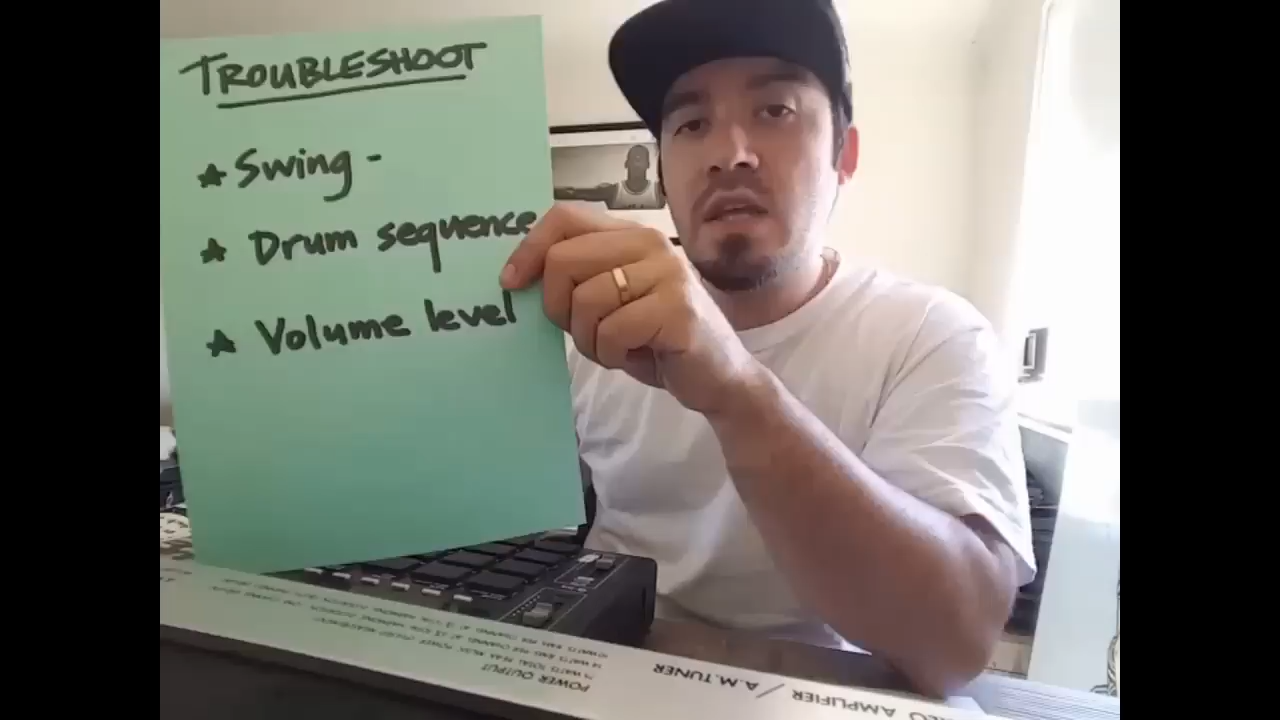 TROUBLESHOOT
★ Swing -
★ Drum sequence
★ Volume level
POWER OUTPUT
AMPLIFIER / A.M. TUNER